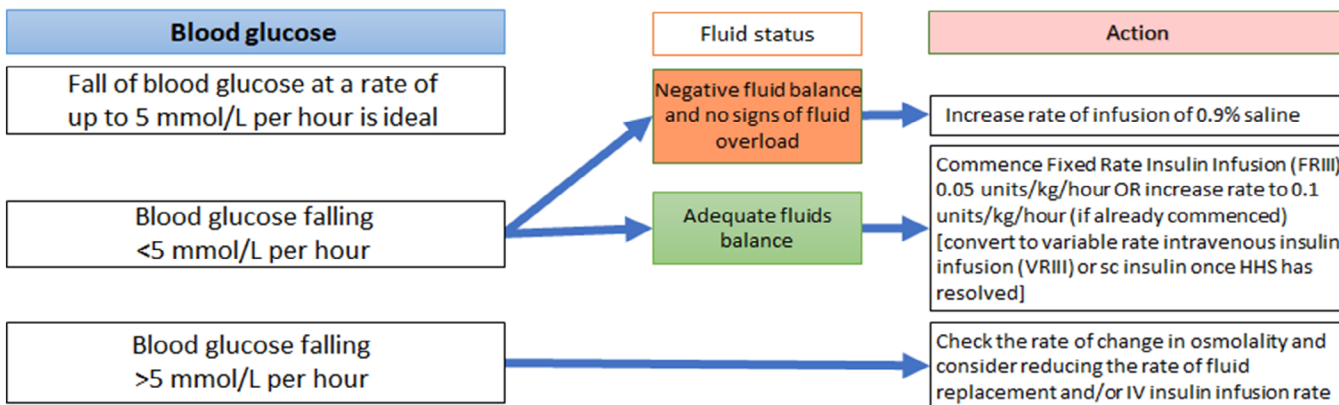 Blood glucose
Fluid status
Action
Fall of blood glucose at a rate of
up to 5 mmol/L per hour is ideal
Negative fluid balance
and no signs of fluid
overload
Increase rate of infusion of 0.9% saline
Blood glucose falling
<5 mmol/L per hour
Adequate fluids
balance
Commence Fixed Rate Insulin Infusion (FRIII)
0.05 units/kg/hour OR increase rate to 0.1
units/kg/hour (if already commenced)
[convert to variable rate intravenous insulin
infusion (VRIII) or sc insulin once HHS has
resolved]
Blood glucose falling
>5 mmol/L per hour
Check the rate of change in osmolality and
consider reducing the rate of fluid
replacement and/or IV insulin infusion rate